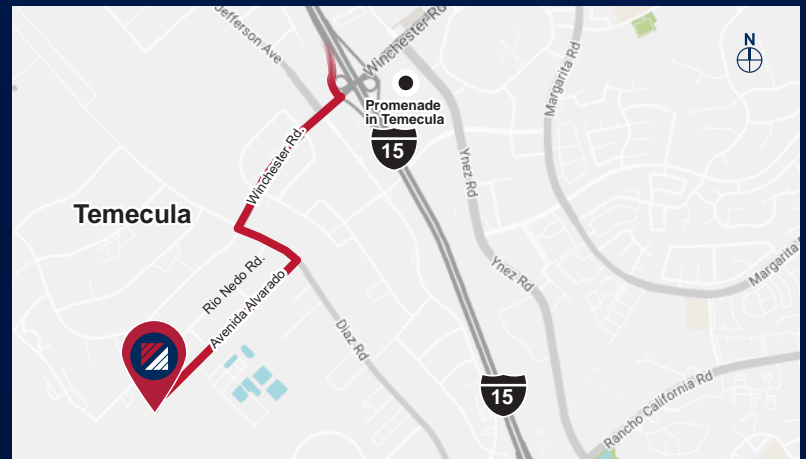 Jefferson Ave
Winchester Rd
N
Margarita Rd
Promenade
in Temecula
15
Winchester Rd.
Ynez Rd
Temecula
Margarita
Ynez Rd
Rio Nedo Rd.
Avenida Alvarado
Diaz Rd
15
Rancho California Rd